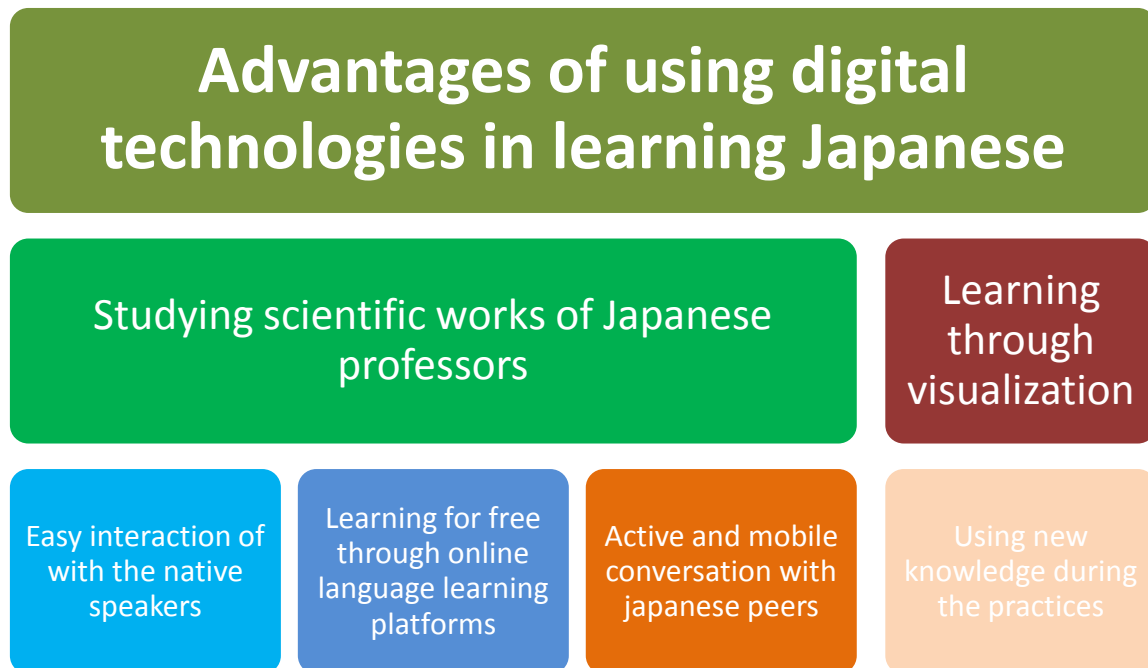 Advantages of using digital
technologies in learning Japanese
Studying scientific works of Japanese
professors
Learning
through
visualization
Easy interaction of
with the native
speakers
Learning for free
through online
language learning
platforms
Active and mobile
conversation with
japanese peers
Using new
knowledge during
the practices